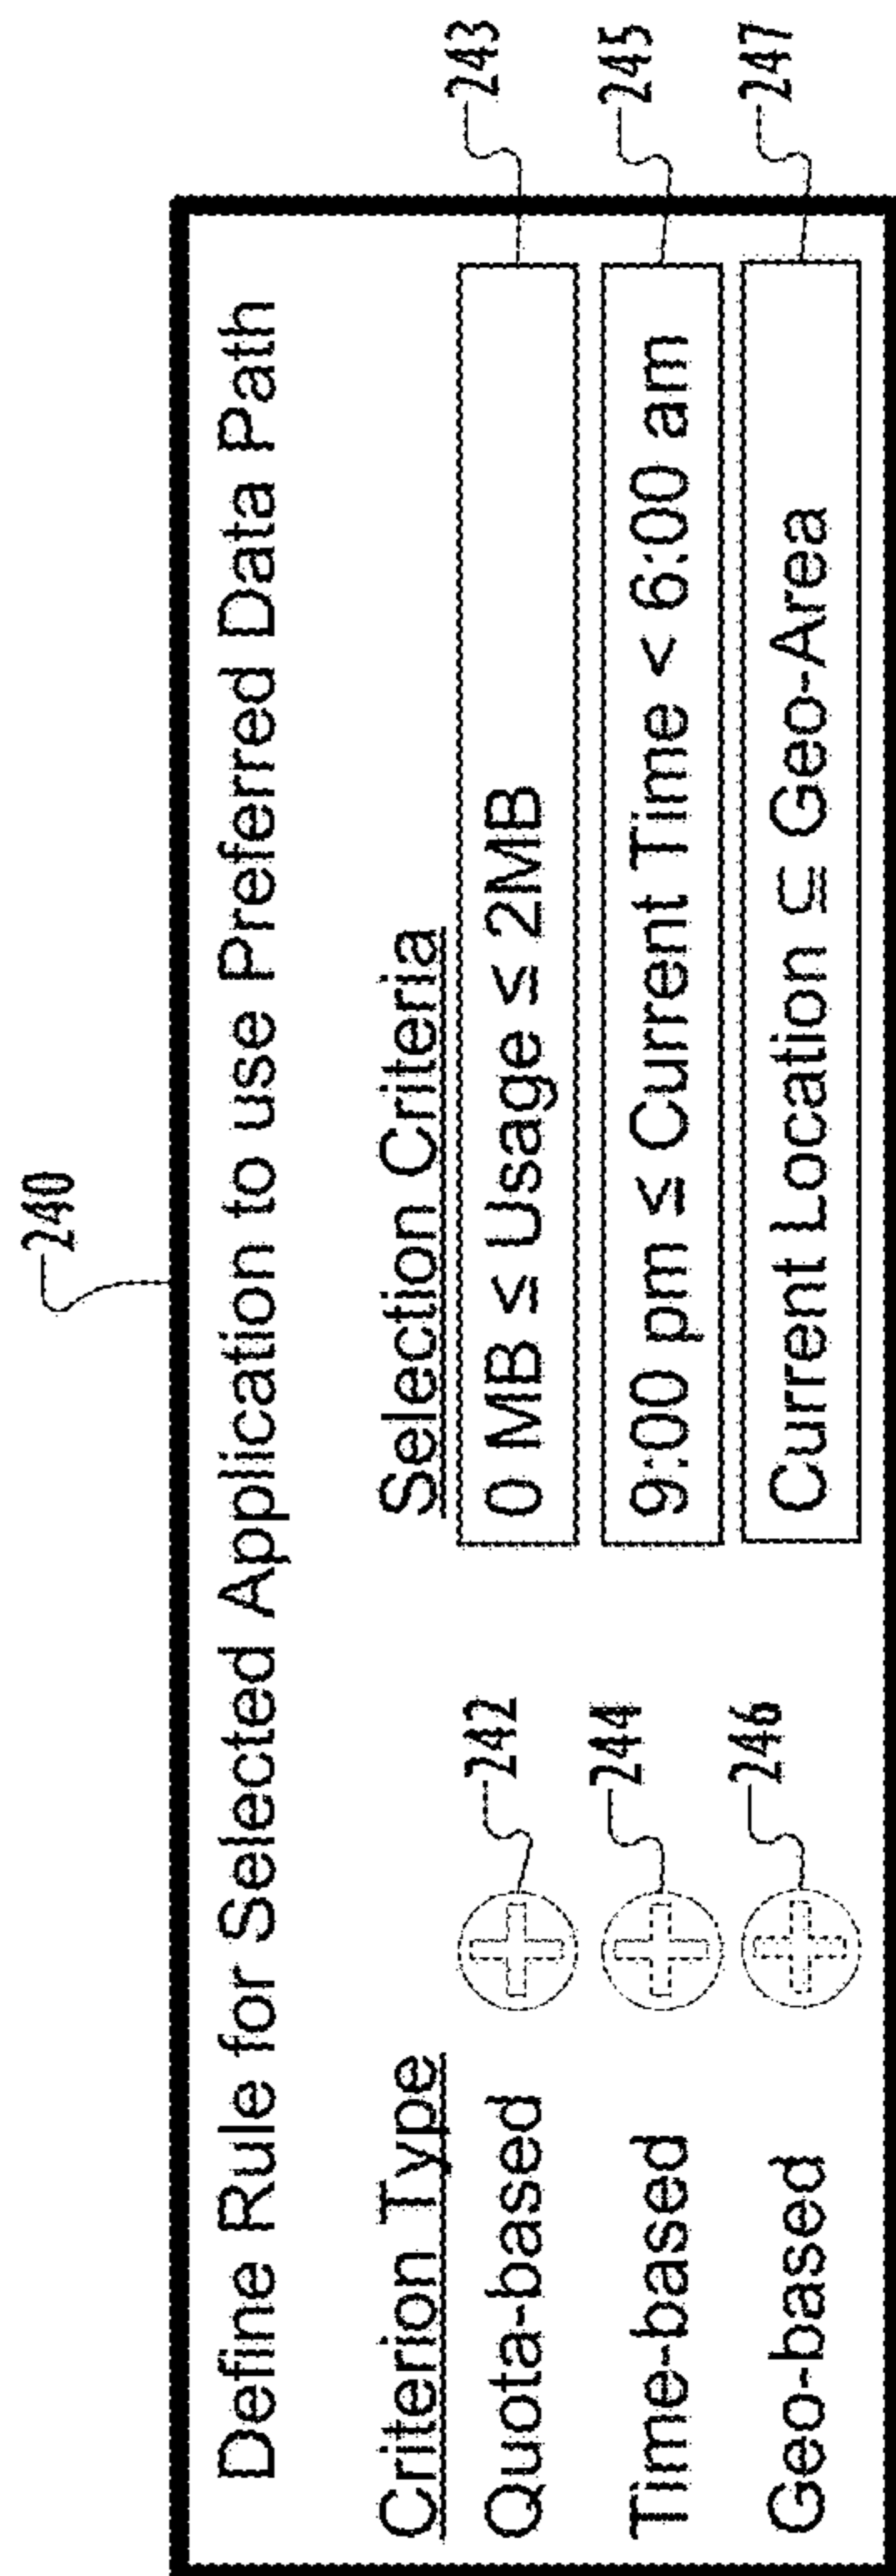 240
Define Rule for Selected Application to use Preferred Data Path
Criterion Type Selection Criteria
Quota-based 242 0 MB ≤ Usage ≤ 2MB 243
Time-based 244 9:00 pm ≤ Current Time < 6:00 am 245
Geo-based 246 Current Location ⊆ Geo-Area 247